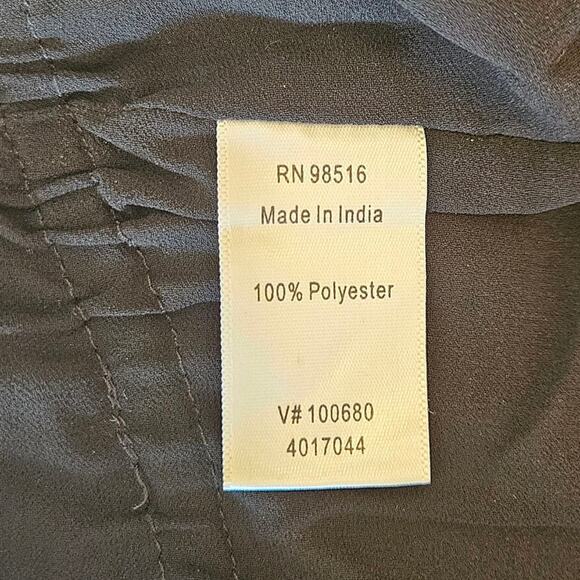 RN 98516
Made In India
100% Polyester
V# 100680
4017044